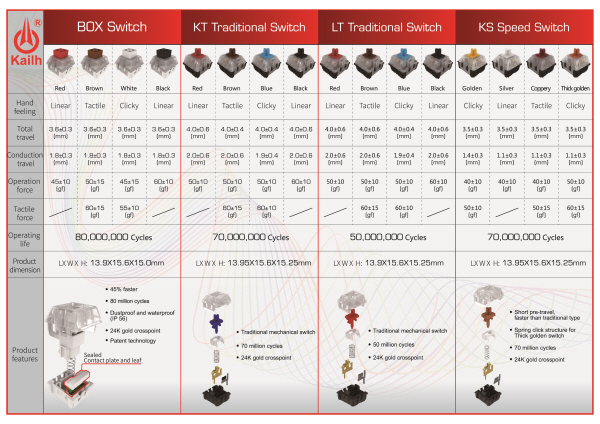 ®
Kailh
BOX Switch
KT Traditional Switch
LT Traditional Switch
KS Speed Switch
Red Brown White Black Red Brown Blue Black Red Brown Blue Black Golden Silver Coppery Thick golden
Hand feeling Linear Tactile Clicky Linear Linear Tactile Clicky Linear Linear Tactile Clicky Linear Clicky Linear Tactile Clicky
Total travel 3.6±0.3 (mm) 3.6±0.3 (mm) 3.6±0.3 (mm) 3.6±0.3 (mm) 4.0±0.6 (mm) 4.0±0.4 (mm) 4.0±0.4 (mm) 4.0±0.6 (mm) 4.0±0.6 (mm) 4.0±0.4 (mm) 4.0±0.4 (mm) 4.0±0.6 (mm) 3.5±0.3 (mm) 3.5±0.3 (mm) 3.5±0.3 (mm) 3.5±0.3 (mm)
Conduction travel 1.8±0.3 (mm) 1.8±0.3 (mm) 1.8±0.3 (mm) 1.8±0.3 (mm) 2.0±0.6 (mm) 2.0±0.6 (mm) 1.9±0.4 (mm) 2.0±0.6 (mm) 2.0±0.6 (mm) 2.0±0.6 (mm) 1.9±0.4 (mm) 2.0±0.6 (mm) 1.4±0.3 (mm) 1.1±0.3 (mm) 1.1±0.3 (mm) 1.1±0.3 (mm)
Operation force 45±10 (gf) 50±15 (gf) 45±15 (gf) 60±10 (gf) 50±10 (gf) 50±10 (gf) 50±10 (gf) 60±10 (gf) 50±10 (gf) 50±10 (gf) 50±10 (gf) 60±10 (gf) 40±10 (gf) 40±10 (gf) 40±10 (gf) 50±10 (gf)
Tactile force 60±15 (gf) 55±10 (gf) 60±15 (gf) 60±10 (gf) 60±15 (gf) 60±10 (gf) 50±10 (gf) 50±15 (gf) 60±15 (gf)
Operating life 80,000,000 Cycles 70,000,000 Cycles 50,000,000 Cycles 70,000,000 Cycles
Product dimension LXWX H: 13.9X15.6X15.0mm LXWX H: 13.95X15.6X15.25mm LXWX H: 13.95X15.6X15.25mm LXWX H: 13.95X15.6X15.25mm
Product features
• 45% faster
• 80 million cycles
• Dustproof and waterproof
(IP 56)
• 24K gold crosspoint
• Patent technology
Sealed
Contact plate and leaf
• Traditional mechanical switch
• 70 million cycles
• 24K gold crosspoint
• Traditional mechanical switch
• 50 million cycles
• 24K gold crosspoint
• Short pre-travel,
faster than traditional type
• Spring click structure for
Thick golden switch
• 70 million cycles
• 24K gold crosspoint